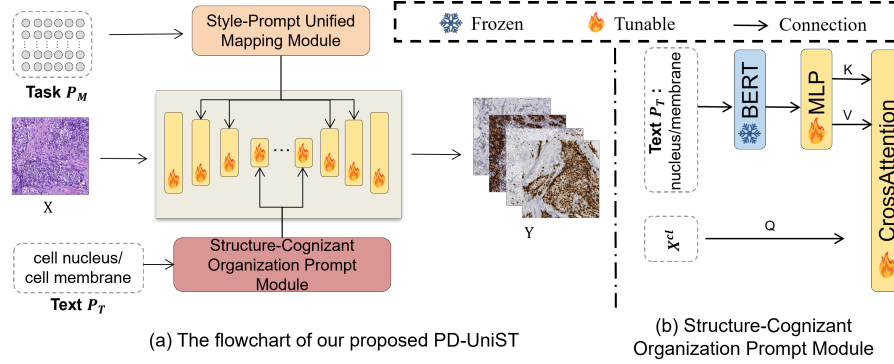 Style-Prompt Unified
Mapping Module
Task P_M
X
cell nucleus/
cell membrane
Text P_T
Structure-Cognizant
Organization Prompt
Module
Y
(a) The flowchart of our proposed PD-UniST
Frozen
Tunable
Connection
Text P_T :
nucleus/membrane
BERT
MLP
K
V
X^{cl}
Q
CrossAttention
(b) Structure-Cognizant
Organization Prompt Module